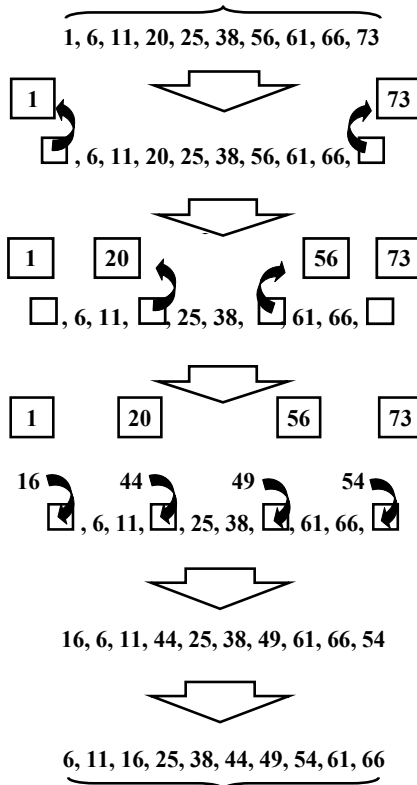 1, 6, 11, 20, 25, 38, 56, 61, 66, 73
1 73
, 6, 11, 20, 25, 38, 56, 61, 66,
1 20 56 73
, 6, 11, , 25, 38, , 61, 66,
1 20 56 73
16 44 49 54
, 6, 11, , 25, 38, , 61, 66,
16, 6, 11, 44, 25, 38, 49, 61, 66, 54
6, 11, 16, 25, 38, 44, 49, 54, 61, 66